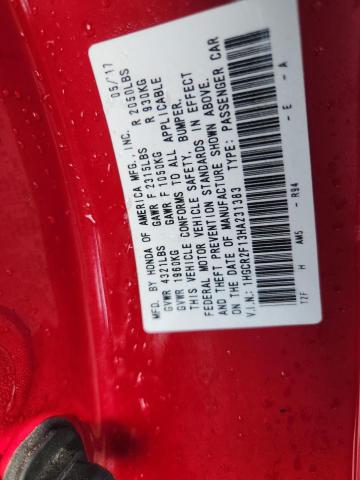 MFD. BY HONDA OF AMERICA MFG., INC. 05/17
GVWR 4321LBS GAWR F 2315LBS R 2050LBS
GVWR 1960KG GAWR F 1050KG R 930KG
THIS VEHICLE CONFORMS TO ALL APPLICABLE
FEDERAL MOTOR VEHICLE SAFETY, BUMPER,
AND THEFT PREVENTION STANDARDS IN EFFECT
ON THE DATE OF MANUFACTURE SHOWN ABOVE.
V.I.N.: 1HGCR2F13HA231383 TYPE: PASSENGER CAR
T2F H AM5 - R94 - E - A